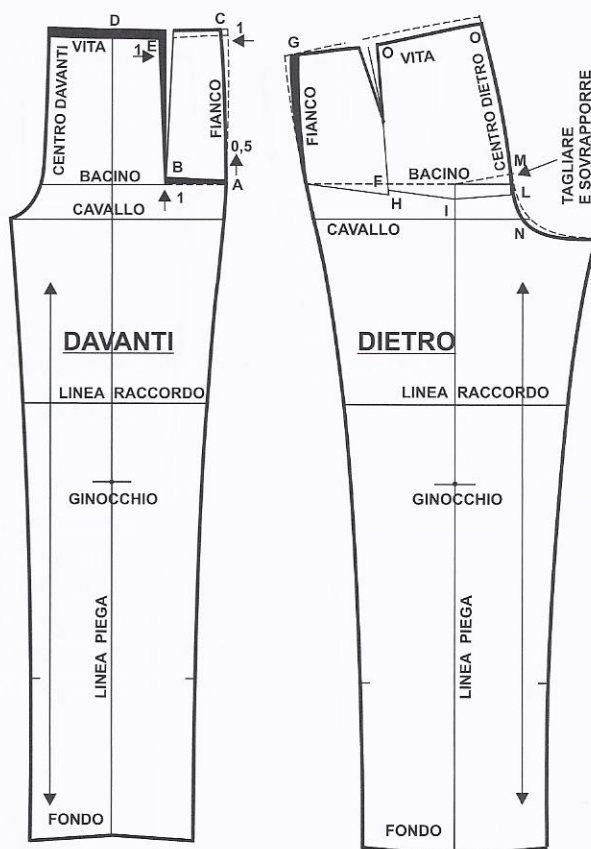 D
C
VITA
E
1
1
CENTRO DAVANTI
FIANCO
0,5
B
BACINO
A
1
CAVALLO
DAVANTI
LINEA RACCORDO
GINOCCHIO
LINEA PIEGA
FONDO
G
O
O
VITA
FIANCO
CENTRO DIETRO
TAGLIARE
E SOVRAPPORRE
M
BACINO
F
L
H
I
N
CAVALLO
DIETRO
LINEA RACCORDO
GINOCCHIO
LINEA PIEGA
FONDO